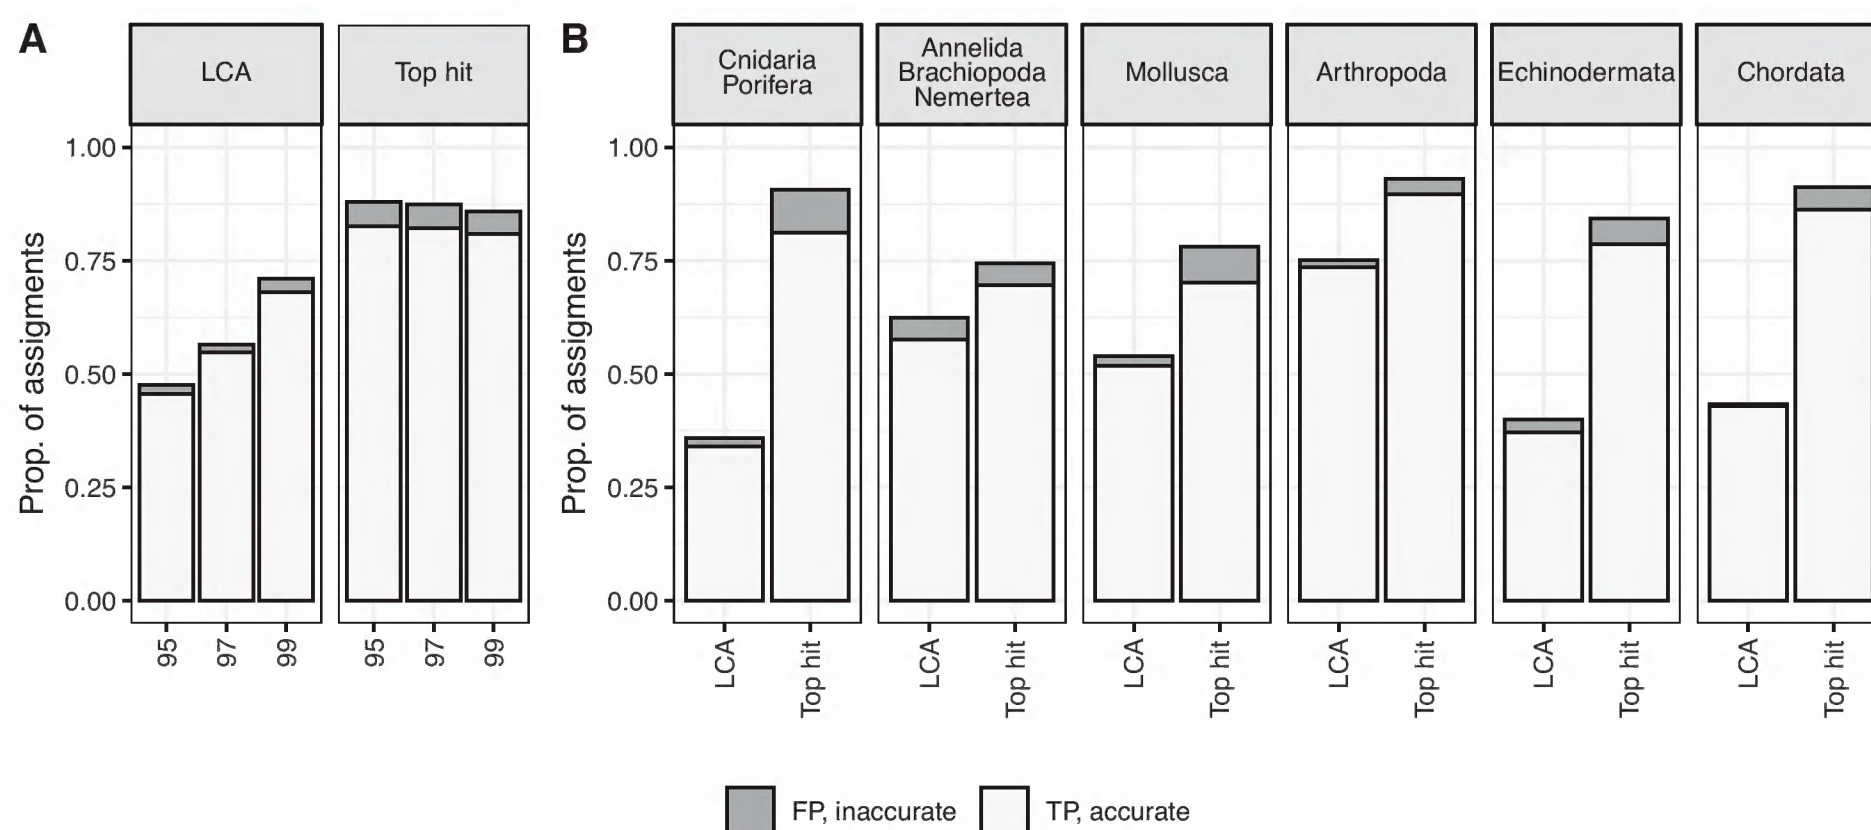 A
LCA
Top hit
Prop. of assigments
1.00
0.75
0.50
0.25
0.00
95
97
99
95
97
99
B
Cnidaria
Porifera
Annelida
Brachiopoda
Nemertea
Mollusca
Arthropoda
Echinodermata
Chordata
Prop. of assigments
1.00
0.75
0.50
0.25
0.00
LCA
Top hit
LCA
Top hit
LCA
Top hit
LCA
Top hit
LCA
Top hit
LCA
Top hit
FP, inaccurate
TP, accurate